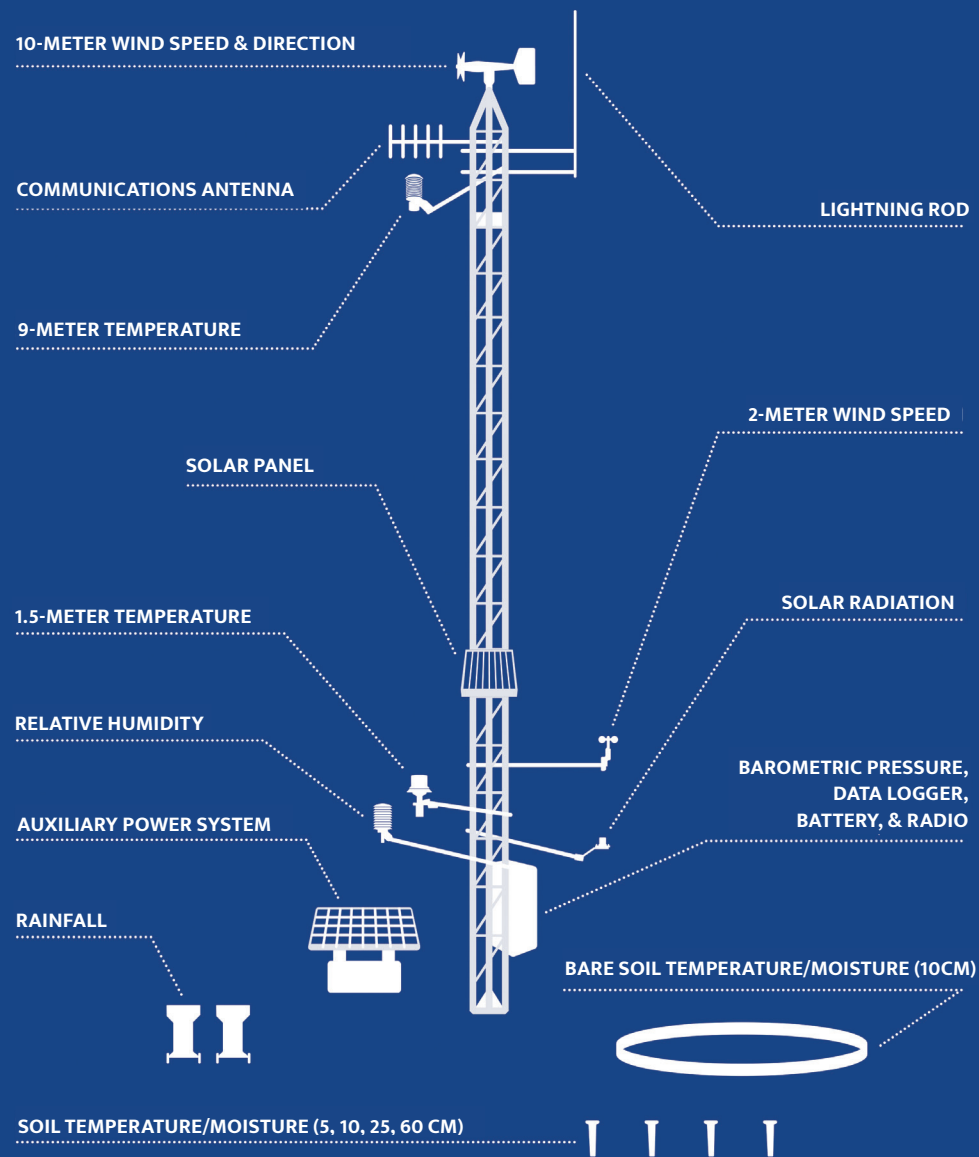 10-METER WIND SPEED & DIRECTION
COMMUNICATIONS ANTENNA
LIGHTNING ROD
9-METER TEMPERATURE
2-METER WIND SPEED
SOLAR PANEL
SOLAR RADIATION
1.5-METER TEMPERATURE
RELATIVE HUMIDITY
BAROMETRIC PRESSURE,
DATA LOGGER,
BATTERY, & RADIO
AUXILIARY POWER SYSTEM
RAINFALL
BARE SOIL TEMPERATURE/MOISTURE (10CM)
SOIL TEMPERATURE/MOISTURE (5, 10, 25, 60 CM)